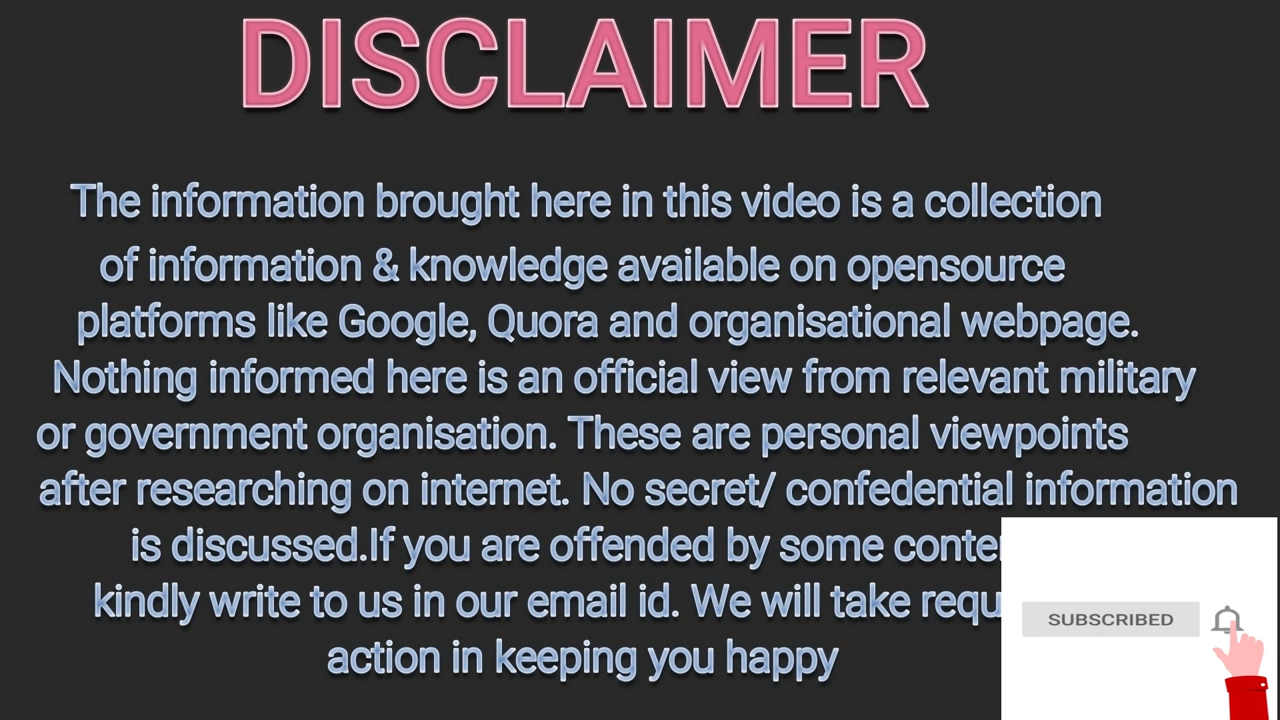 DISCLAIMER
The information brought here in this video is a collection
of information & knowledge available on opensource
platforms like Google, Quora and organisational webpage.
Nothing informed here is an official view from relevant military
or government organisation. These are personal viewpoints
after researching on internet. No secret/ confedential information
is discussed.If you are offended by some
kindly write to us in our email id. We will take
action in keeping you happy
SUBSCRIBED